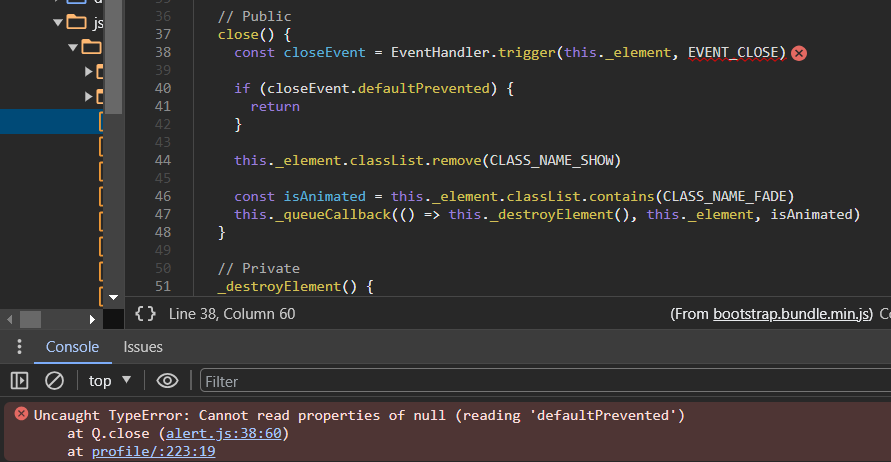 js
36 // Public
37 close() {
38 const closeEvent = EventHandler.trigger(this._element, EVENT_CLOSE)
39
40 if (closeEvent.defaultPrevented) {
41 return
42 }
43
44 this._element.classList.remove(CLASS_NAME_SHOW)
45
46 const isAnimated = this._element.classList.contains(CLASS_NAME_FADE)
47 this._queueCallback(() => this._destroyElement(), this._element, isAnimated)
48 }
49
50 // Private
51 _destroyElement() {
{} Line 38, Column 60 (From bootstrap.bundle.min.js)
Console Issues
top Filter
Uncaught TypeError: Cannot read properties of null (reading 'defaultPrevented')
at Q.close (alert.js:38:60)
at profile/:223:19